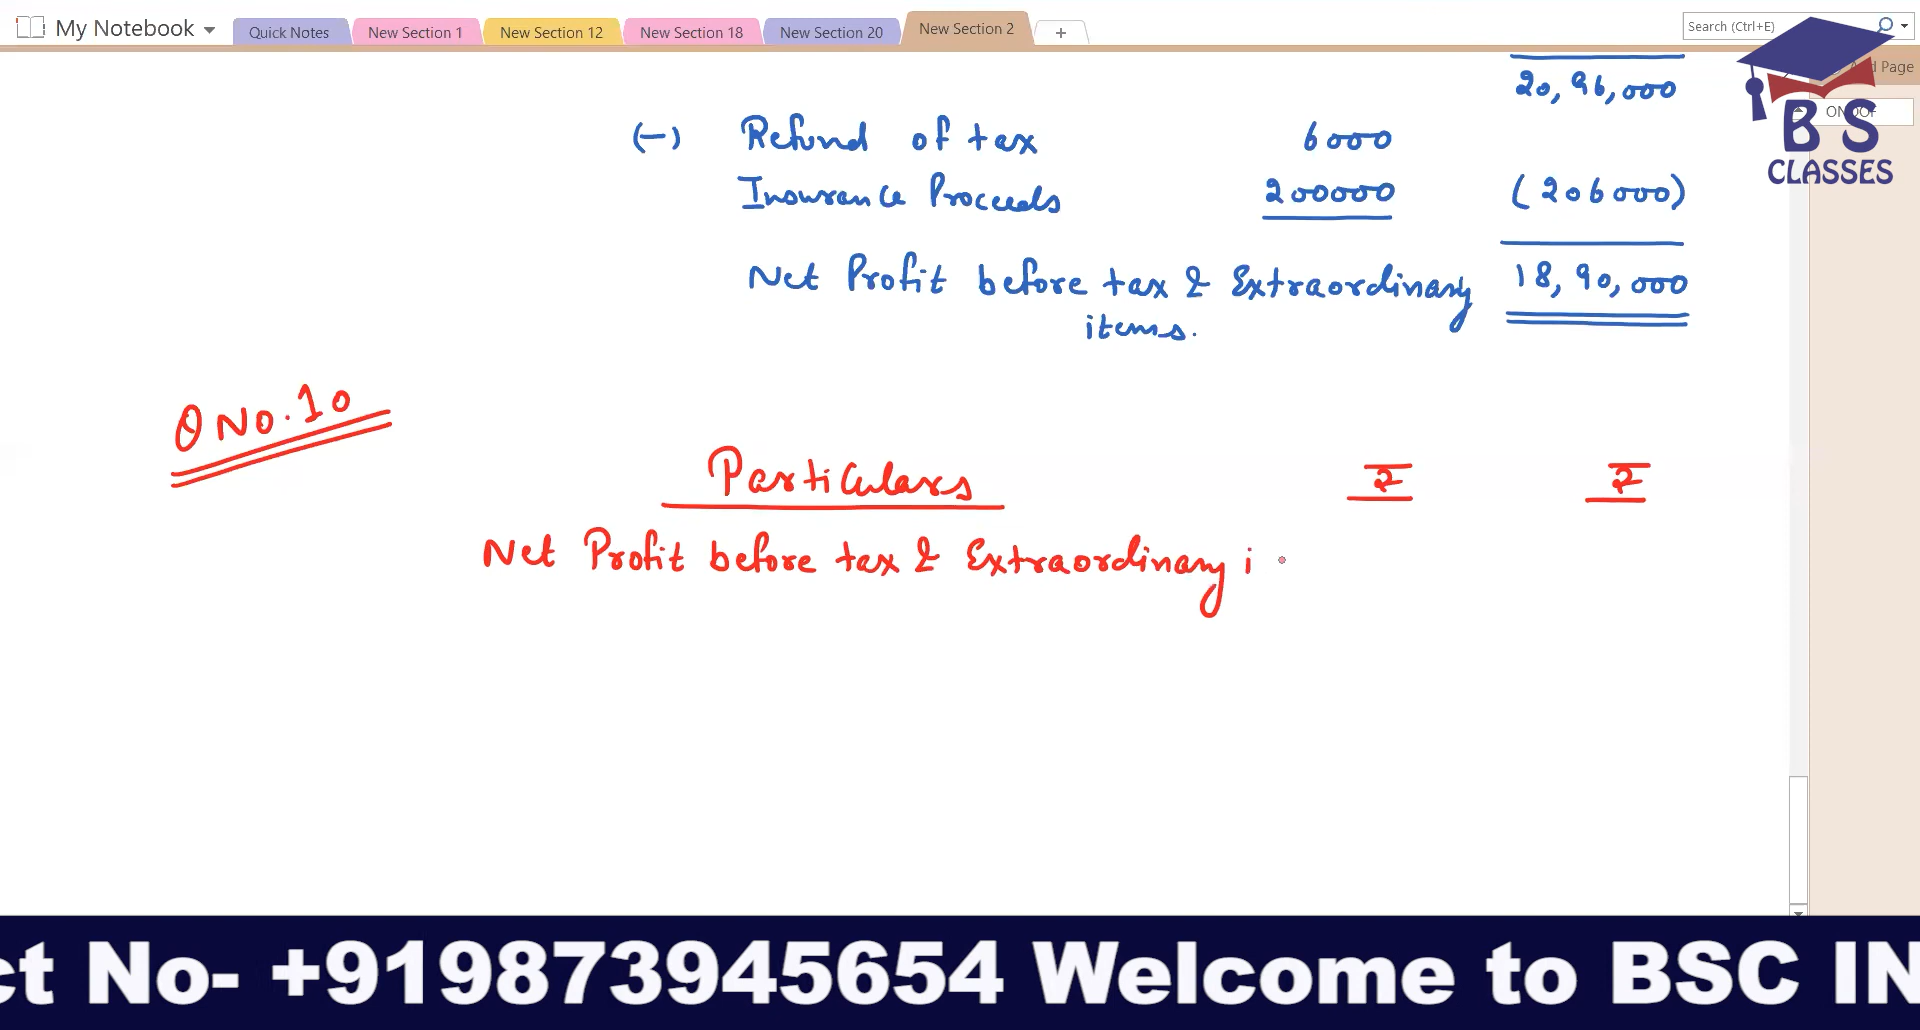 My Notebook
Quick Notes
New Section 1
New Section 12
New Section 18
New Section 20
New Section 2
+
Search (Ctrl+E)
d Page
B S
CLASSES
20,96,000
(-) Refund of tax 6000
Insurance Proceeds 200000 (206000)
Net Profit before tax & Extraordinary 18,90,000
items.
Q No. 10
Particulars ₹ ₹
Net Profit before tax & Extraordinary i
ct No- +919873945654 Welcome to BSC IN